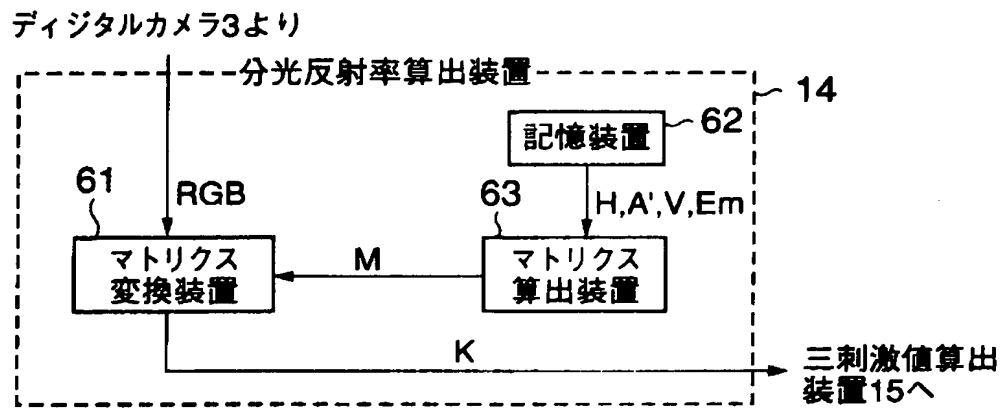 ディジタルカメラ3より
分光反射率算出装置
14
記憶装置
62
61
RGB
63
H,A',V,Em
マトリクス
変換装置
M
マトリクス
算出装置
K
三刺激値算出
装置15へ